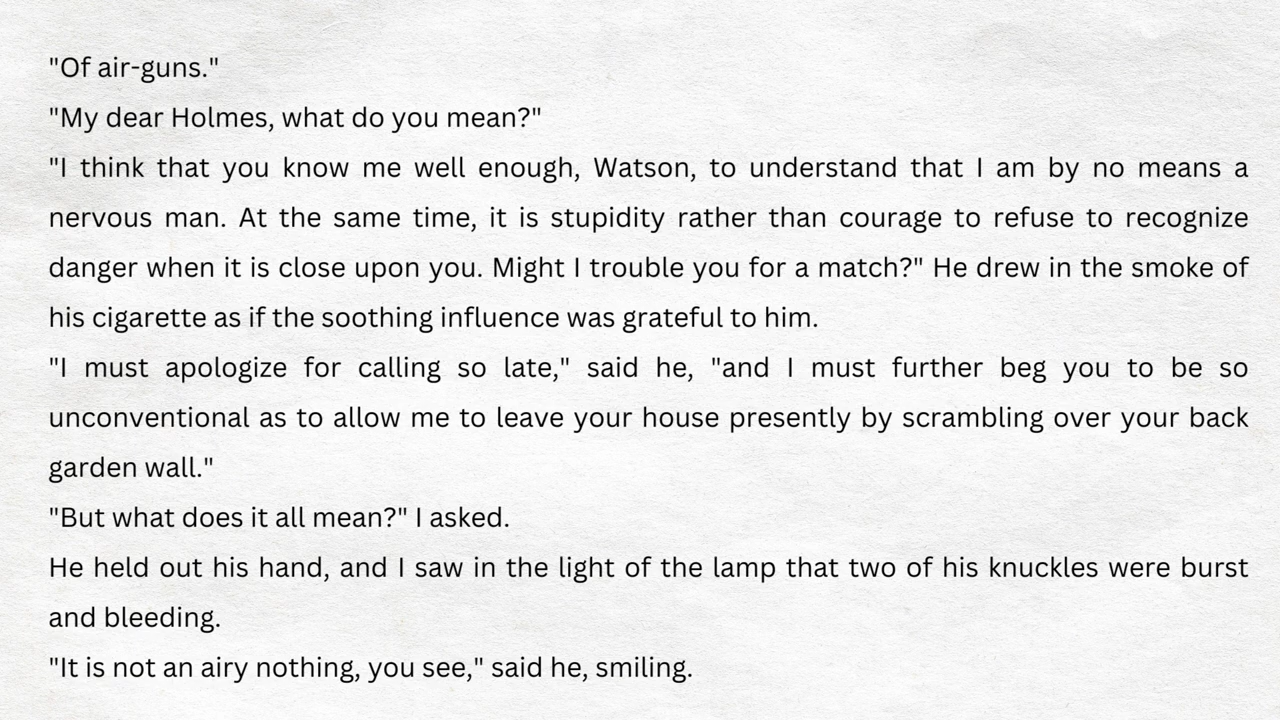 "Of air-guns."
"My dear Holmes, what do you mean?"
"I think that you know me well enough, Watson, to understand that I am by no means a
nervous man. At the same time, it is stupidity rather than courage to refuse to recognize
danger when it is close upon you. Might I trouble you for a match?" He drew in the smoke of
his cigarette as if the soothing influence was grateful to him.
"I must apologize for calling so late," said he, "and I must further beg you to be so
unconventional as to allow me to leave your house presently by scrambling over your back
garden wall."
"But what does it all mean?" I asked.
He held out his hand, and I saw in the light of the lamp that two of his knuckles were burst
and bleeding.
"It is not an airy nothing, you see," said he, smiling.